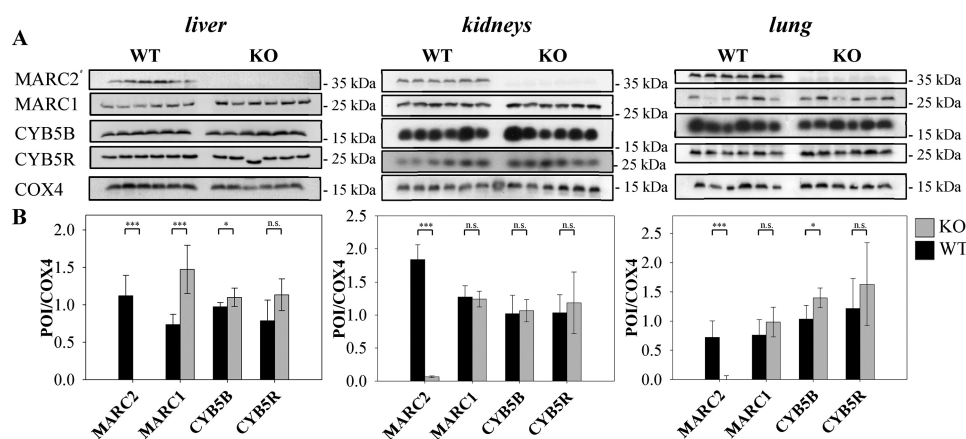 liver kidneys lung
A
WT KO WT KO WT KO
MARC2 - 35 kDa - 35 kDa - 35 kDa
MARC1 - 25 kDa - 25 kDa - 25 kDa
CYB5B - 15 kDa - 15 kDa - 15 kDa
CYB5R - 25 kDa - 25 kDa - 25 kDa
COX4 - 15 kDa - 15 kDa - 15 kDa
B
POI/COX4
2.0
1.5
1.0
0.5
0.0
*** *** * n.s.
MARC2 MARC1 CYB5B CYB5R
POI/COX4
2.5
2.0
1.5
1.0
0.5
0.0
*** n.s. n.s. n.s.
MARC2 MARC1 CYB5B CYB5R
POI/COX4
2.5
2.0
1.5
1.0
0.5
0.0
*** n.s. * n.s.
MARC2 MARC1 CYB5B CYB5R
KO
WT